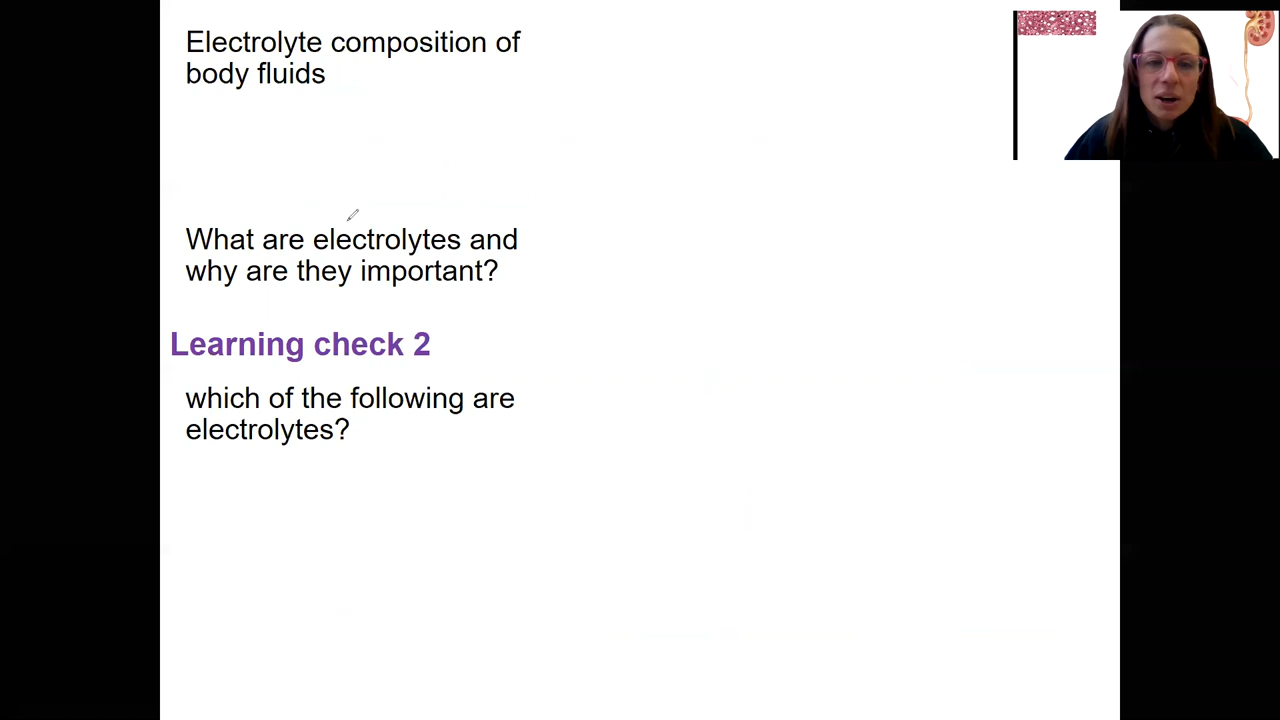 Electrolyte composition of
body fluids
What are electrolytes and
why are they important?
Learning check 2
which of the following are
electrolytes?